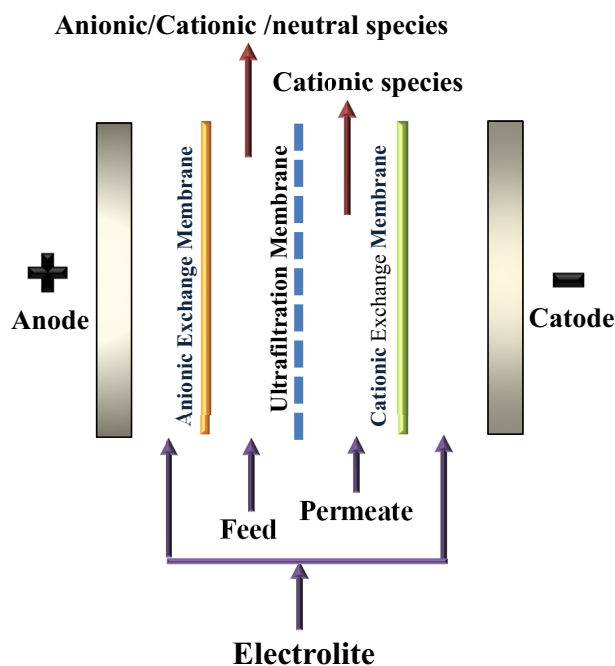 Anionic/Cationic /neutral species
Cationic species
Anionic Exchange Membrane
Ultrafiltration Membrane
Cationic Exchange Membrane
+
Anode
-
Catode
Feed
Permeate
Electrolite